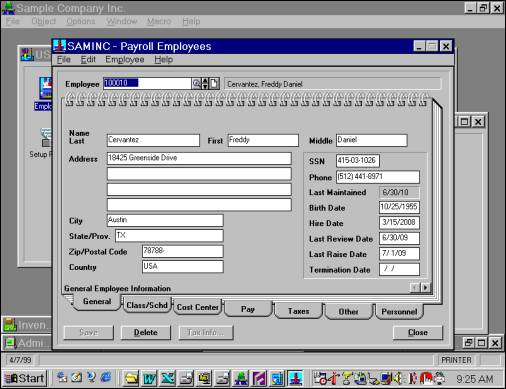 Sample Company Inc.
File Object Options Window Macro Help
SAMINC - Payroll Employees
File Edit Employee Help
Employee 100010 Cervantez, Freddy Daniel
Name
Last Cervantez First Freddy Middle Daniel
Address 18425 Greenside Drive
City Austin
State/Prov. TX
Zip/Postal Code 78788-
Country USA
SSN 415-03-1026
Phone (512) 441-8971
Last Maintained 6/30/10
Birth Date 10/25/1955
Hire Date 3/15/2008
Last Review Date 6/30/09
Last Raise Date 7/ 1/09
Termination Date / /
General Employee Information
General Class/Schd Cost Center Pay Taxes Other Personnel
Save Delete Tax Info... Close
US
Emplo
Setup F
Inven...
Admi...
4/7/99 PRINTER
Start 9:25 AM